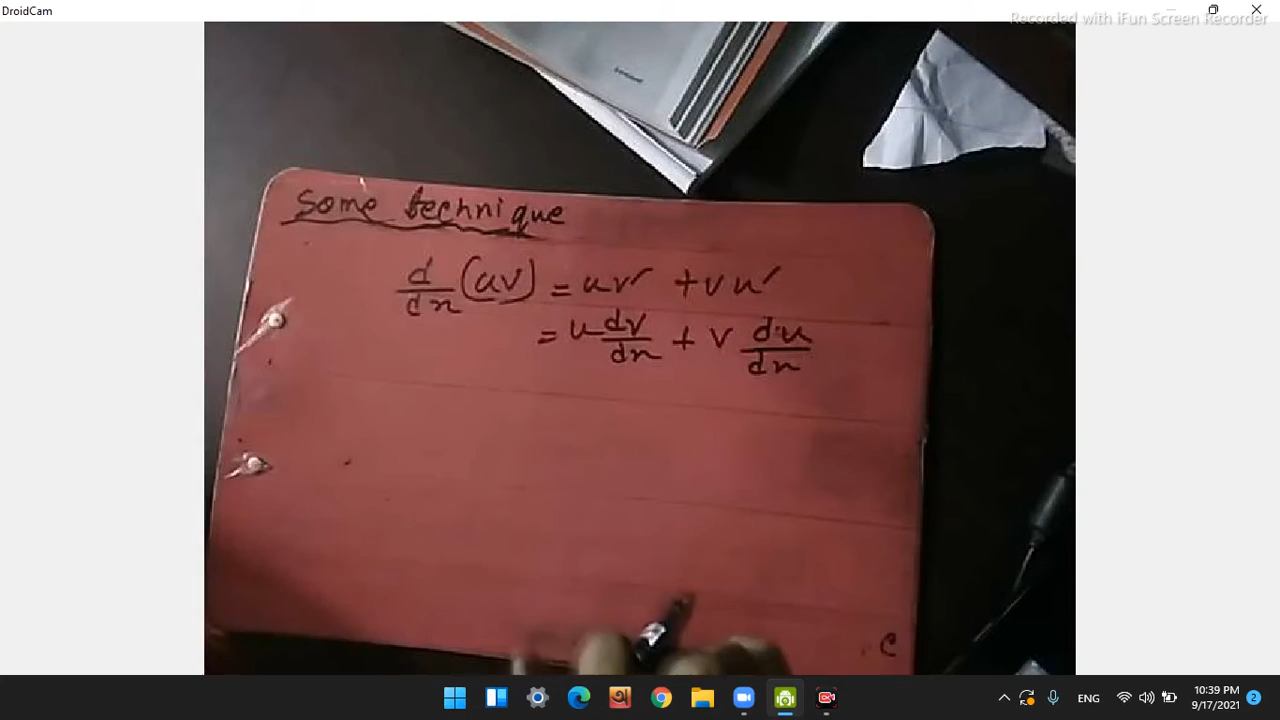 DroidCam
Recorded with iFun Screen Recorder
Some technique
d/dx (uv) = uv′ + vu′
= u dv/dx + v du/dx
C
ENG
10:39 PM
9/17/2021
2